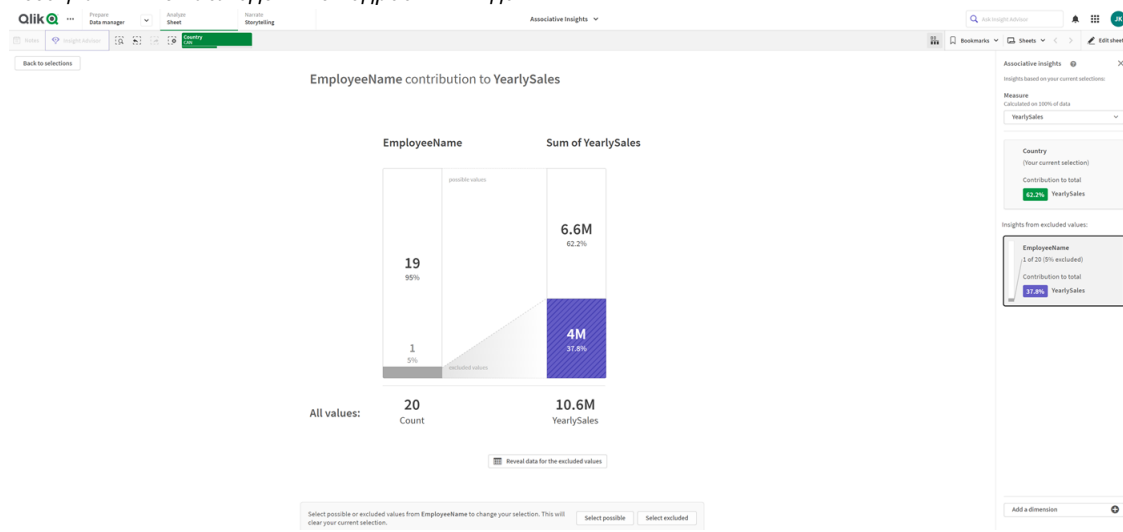 Qlik
Prepare
Data manager
Analyze
Sheet
Narrate
Storytelling
Associative Insights
Ask Insight Advisor
JK
Notes
Insight Advisor
Country
Bookmarks
Sheets
Edit sheet
Back to selections
EmployeeName contribution to YearlySales
EmployeeName
Sum of YearlySales
possible values
6.6M
62.2%
19
95%
4M
37.8%
1
5%
excluded values
All values:
20
Count
10.6M
YearlySales
Reveal data for the excluded values
Select possible or excluded values from EmployeeName to change your selection. This will
clear your current selection.
Select possible
Select excluded
Associative insights
Insights based on your current selections:
Measure
Calculated on 100% of data
YearlySales
Country
(Your current selection)
Contribution to total
62.2% YearlySales
Insights from excluded values:
EmployeeName
1 of 20 (5% excluded)
Contribution to total
37.8% YearlySales
Add a dimension